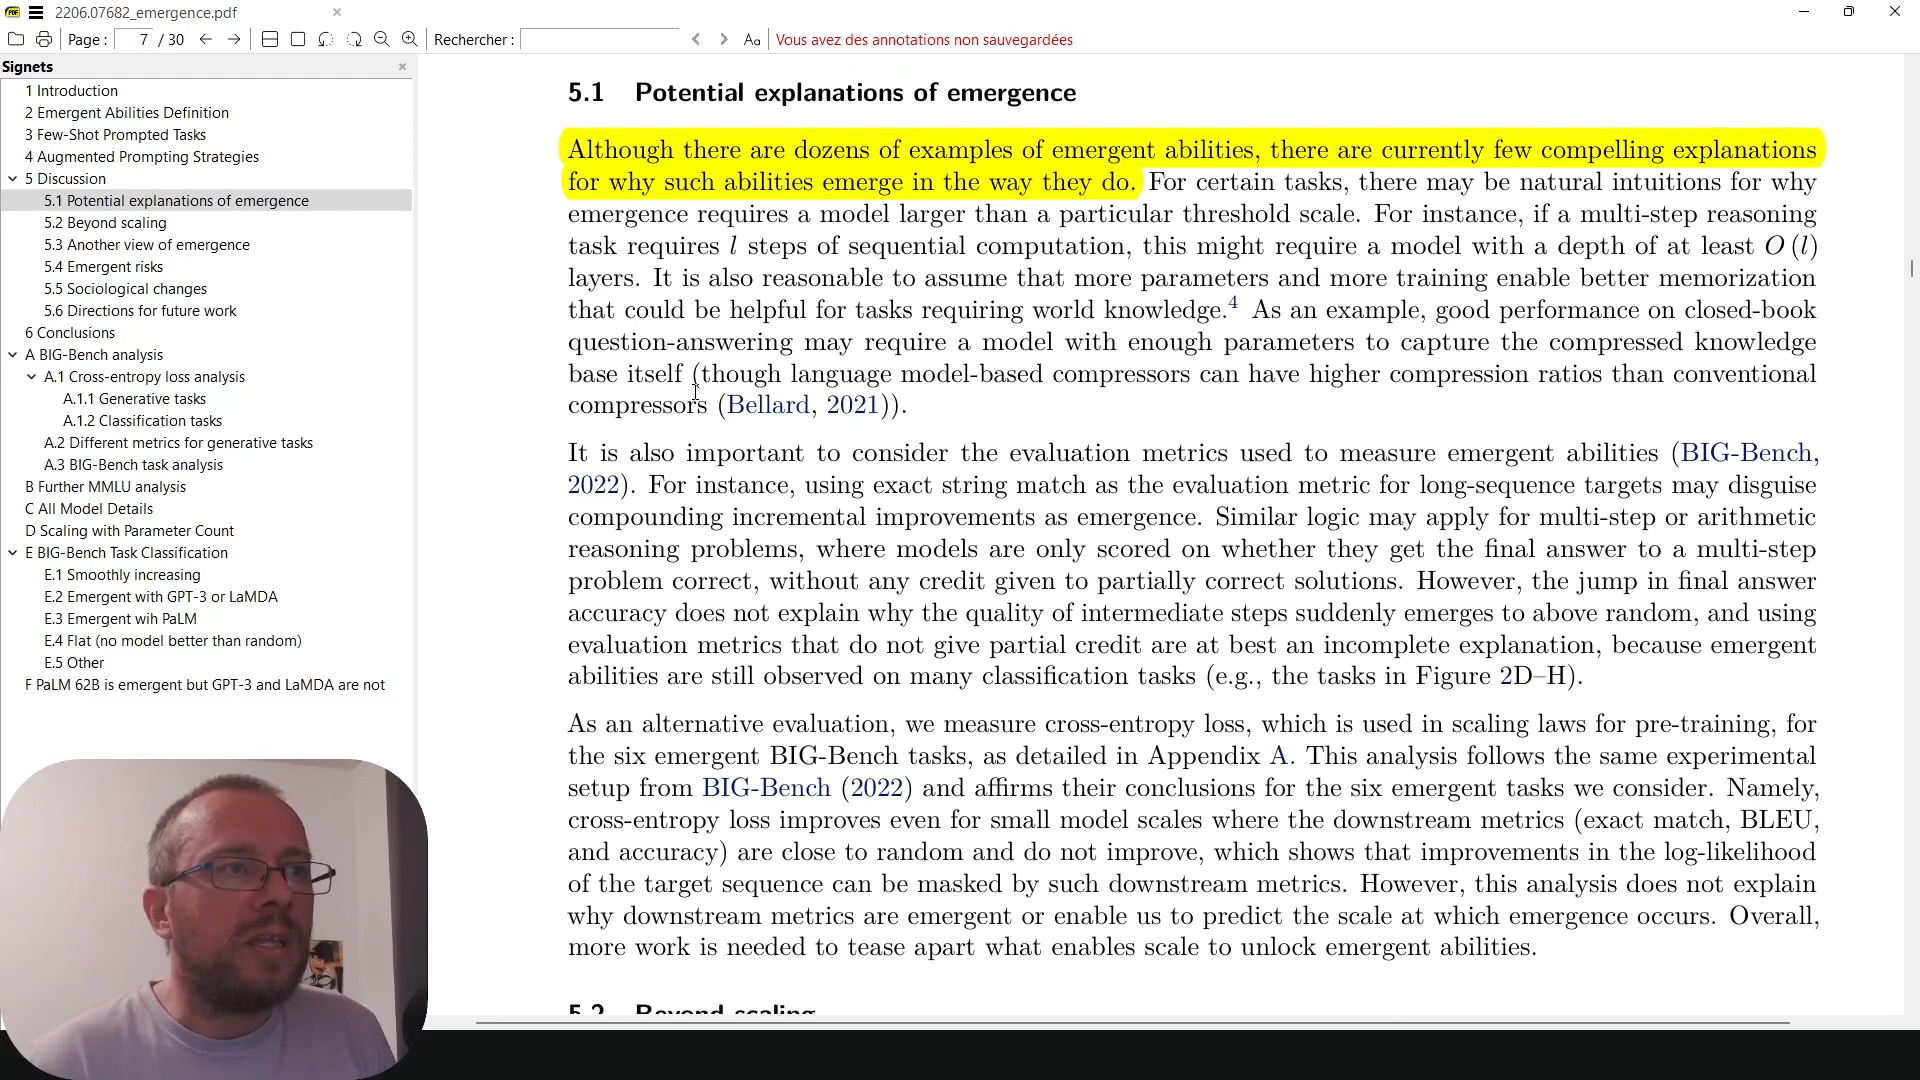 2206.07682_emergence.pdf
Page : 7 / 30 Rechercher : Aa Vous avez des annotations non sauvegardées
Signets
1 Introduction
2 Emergent Abilities Definition
3 Few-Shot Prompted Tasks
4 Augmented Prompting Strategies
5 Discussion
5.1 Potential explanations of emergence
5.2 Beyond scaling
5.3 Another view of emergence
5.4 Emergent risks
5.5 Sociological changes
5.6 Directions for future work
6 Conclusions
A BIG-Bench analysis
A.1 Cross-entropy loss analysis
A.1.1 Generative tasks
A.1.2 Classification tasks
A.2 Different metrics for generative tasks
A.3 BIG-Bench task analysis
B Further MMLU analysis
C All Model Details
D Scaling with Parameter Count
E BIG-Bench Task Classification
E.1 Smoothly increasing
E.2 Emergent with GPT-3 or LaMDA
E.3 Emergent wih PaLM
E.4 Flat (no model better than random)
E.5 Other
F PaLM 62B is emergent but GPT-3 and LaMDA are not
5.1 Potential explanations of emergence
Although there are dozens of examples of emergent abilities, there are currently few compelling explanations
for why such abilities emerge in the way they do. For certain tasks, there may be natural intuitions for why
emergence requires a model larger than a particular threshold scale. For instance, if a multi-step reasoning
task requires l steps of sequential computation, this might require a model with a depth of at least O (l)
layers. It is also reasonable to assume that more parameters and more training enable better memorization
that could be helpful for tasks requiring world knowledge.4 As an example, good performance on closed-book
question-answering may require a model with enough parameters to capture the compressed knowledge
base itself (though language model-based compressors can have higher compression ratios than conventional
compressors (Bellard, 2021)).
It is also important to consider the evaluation metrics used to measure emergent abilities (BIG-Bench,
2022). For instance, using exact string match as the evaluation metric for long-sequence targets may disguise
compounding incremental improvements as emergence. Similar logic may apply for multi-step or arithmetic
reasoning problems, where models are only scored on whether they get the final answer to a multi-step
problem correct, without any credit given to partially correct solutions. However, the jump in final answer
accuracy does not explain why the quality of intermediate steps suddenly emerges to above random, and using
evaluation metrics that do not give partial credit are at best an incomplete explanation, because emergent
abilities are still observed on many classification tasks (e.g., the tasks in Figure 2D–H).
As an alternative evaluation, we measure cross-entropy loss, which is used in scaling laws for pre-training, for
the six emergent BIG-Bench tasks, as detailed in Appendix A. This analysis follows the same experimental
setup from BIG-Bench (2022) and affirms their conclusions for the six emergent tasks we consider. Namely,
cross-entropy loss improves even for small model scales where the downstream metrics (exact match, BLEU,
and accuracy) are close to random and do not improve, which shows that improvements in the log-likelihood
of the target sequence can be masked by such downstream metrics. However, this analysis does not explain
why downstream metrics are emergent or enable us to predict the scale at which emergence occurs. Overall,
more work is needed to tease apart what enables scale to unlock emergent abilities.
5.2 Beyond scaling